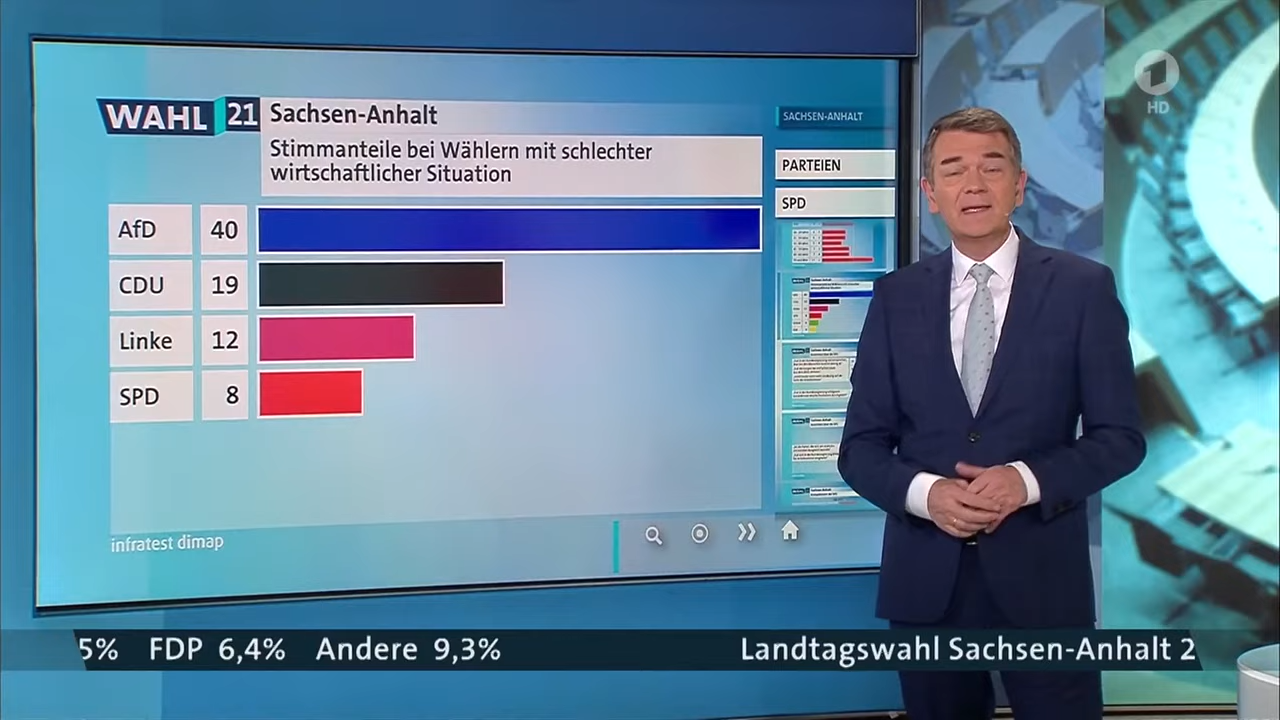 WAHL 21
Sachsen-Anhalt
Stimmanteile bei Wählern mit schlechter
wirtschaftlicher Situation
AfD 40
CDU 19
Linke 12
SPD 8
infratest dimap
SACHSEN-ANHALT
PARTEIEN
SPD
1
HD
5% FDP 6,4% Andere 9,3%
Landtagswahl Sachsen-Anhalt 2